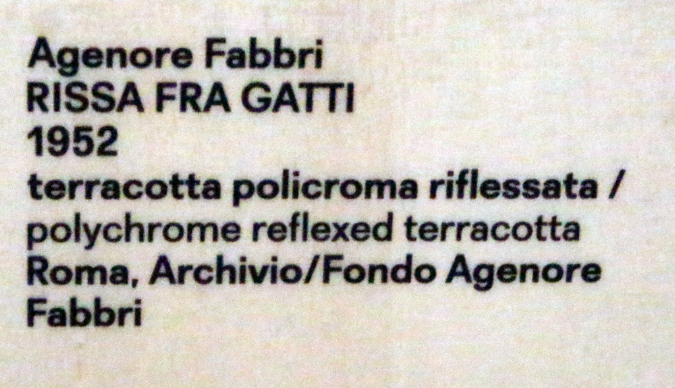 Agenore Fabbri
RISSA FRA GATTI
1952
terracotta policroma riflessata /
polychrome reflexed terracotta
Roma, Archivio/Fondo Agenore
Fabbri